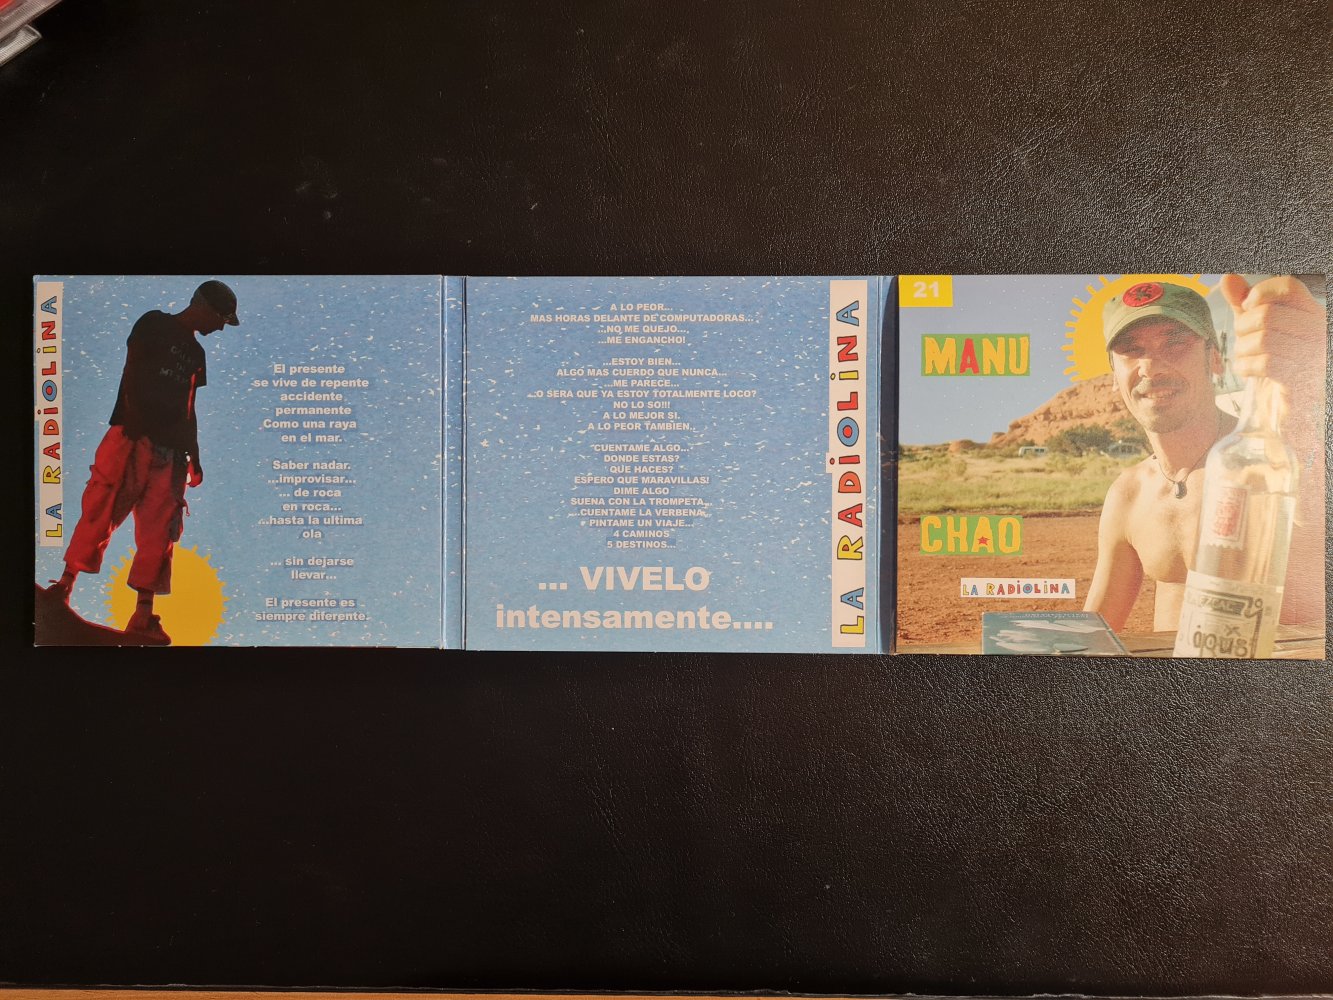 LA RADiOLiNA
El presente
se vive de repente
accidente
permanente
Como una raya
en el mar.
Saber nadar.
...improvisar...
... de roca
en roca...
...hasta la ultima
ola
... sin dejarse
llevar...
El presente es
siempre diferente.
A LO PEOR...
MAS HORAS DELANTE DE COMPUTADORAS...
...NO ME QUEJO...
...ME ENGANCHO!
...ESTOY BIEN...
ALGO MAS CUERDO QUE NUNCA...
...ME PARECE...
...O SERA QUE YA ESTOY TOTALMENTE LOCO?
NO LO SO!!!
A LO MEJOR SI.
A LO PEOR TAMBIEN..
CUENTAME ALGO...
DONDE ESTAS?
QUE HACES?
ESPERO QUE MARAVILLAS!
DIME ALGO
SUENA CON LA TROMPETA...
...CUENTAME LA VERBENA...
PINTAME UN VIAJE...
4 CAMINOS
5 DESTINOS...
... VIVELO
intensamente....
LA RADiOLiNA
21
MANU
CHAO
LA RADiOLiNA